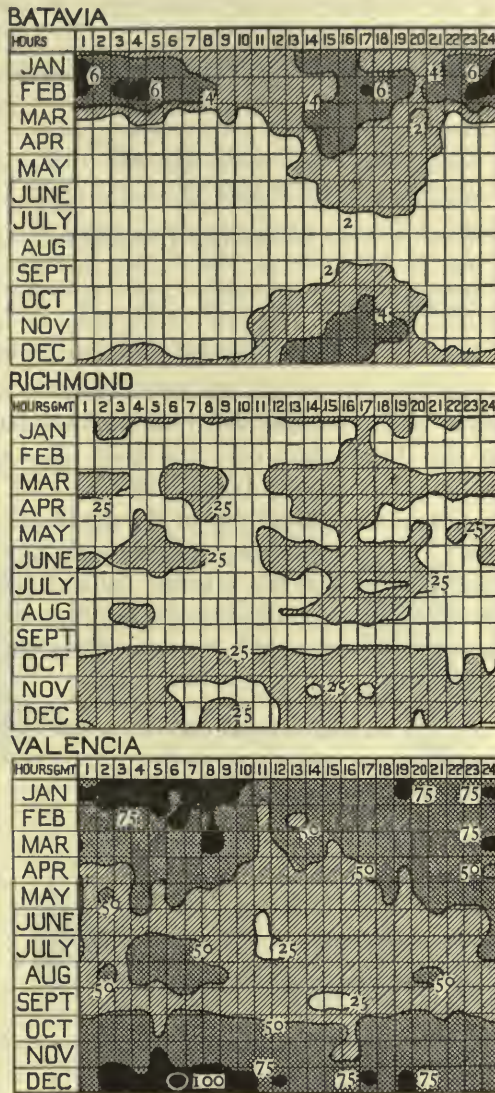 BATAVIA
HOURS 1 2 3 4 5 6 7 8 9 10 11 12 13 14 15 16 17 18 19 20 21 22 23 24
JAN 6 4 6
FEB 5 4 4 6
MAR 2
APR
MAY
JUNE
JULY 2
AUG
SEPT 2
OCT
NOV 4
DEC
RICHMOND
HOURS GMT 1 2 3 4 5 6 7 8 9 10 11 12 13 14 15 16 17 18 19 20 21 22 23 24
JAN
FEB
MAR
APR 25 25
MAY 25
JUNE 25
JULY 25
AUG
SEPT
OCT 25
NOV 25
DEC 25
VALENCIA
HOURS GMT 1 2 3 4 5 6 7 8 9 10 11 12 13 14 15 16 17 18 19 20 21 22 23 24
JAN 75 75
FEB 75 50
MAR 75
APR 50 50
MAY 50
JUNE
JULY 50 25
AUG 50 50
SEPT 25
OCT 50
NOV 75
DEC 100 75 75